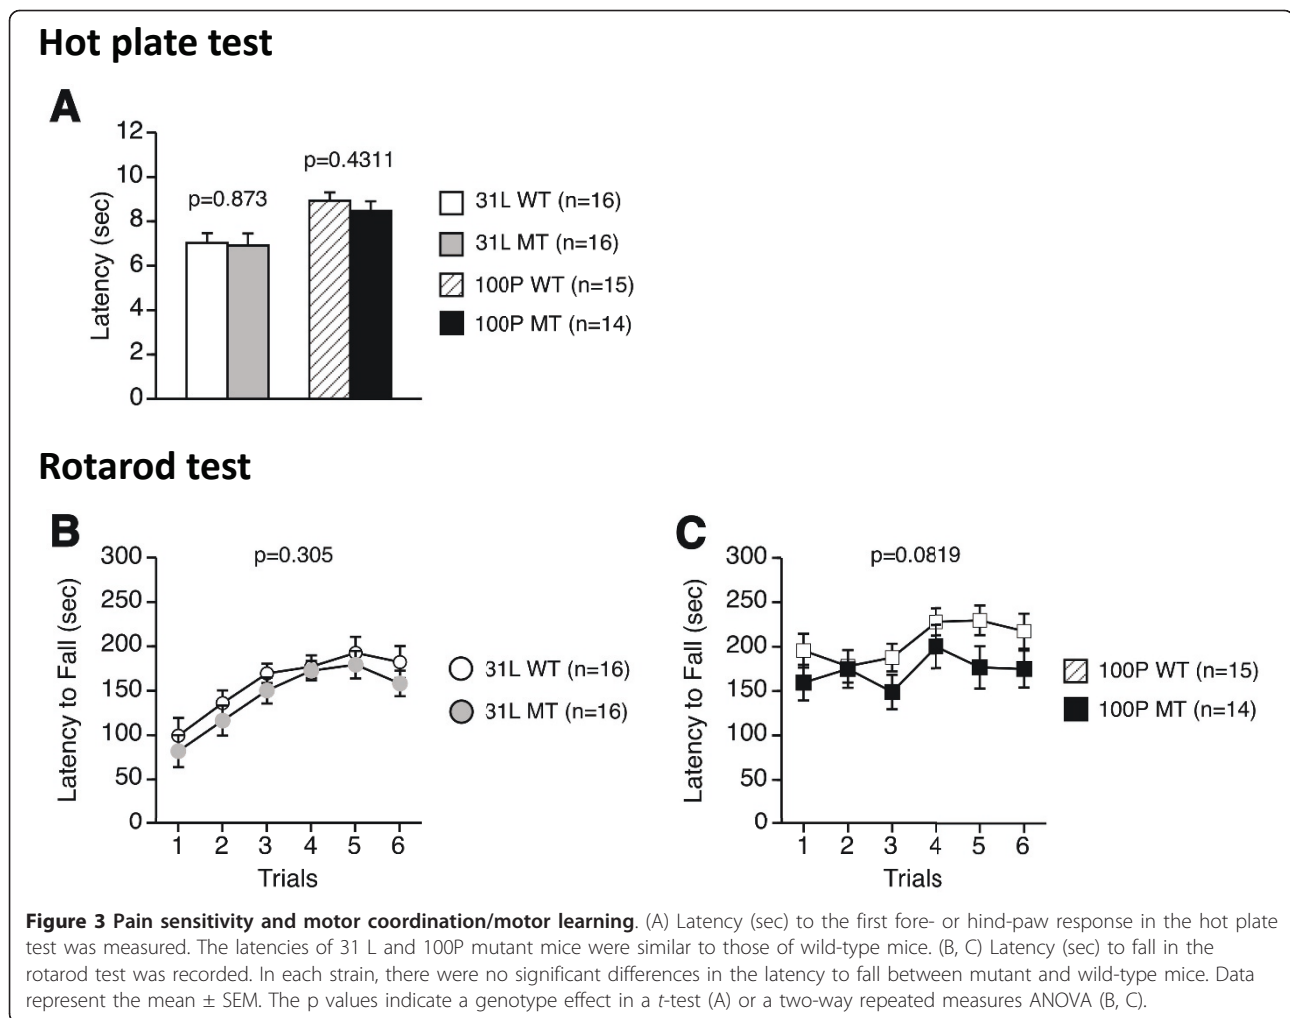 Hot plate test
A
12
10
8
6
4
2
0
Latency (sec)
p=0.873
p=0.4311
31L WT (n=16)
31L MT (n=16)
100P WT (n=15)
100P MT (n=14)
Rotarod test
B
300
250
200
150
100
50
0
Latency to Fall (sec)
p=0.305
1 2 3 4 5 6
Trials
31L WT (n=16)
31L MT (n=16)
C
300
250
200
150
100
50
0
Latency to Fall (sec)
p=0.0819
1 2 3 4 5 6
Trials
100P WT (n=15)
100P MT (n=14)
Figure 3 Pain sensitivity and motor coordination/motor learning. (A) Latency (sec) to the first fore- or hind-paw response in the hot plate
test was measured. The latencies of 31 L and 100P mutant mice were similar to those of wild-type mice. (B, C) Latency (sec) to fall in the
rotarod test was recorded. In each strain, there were no significant differences in the latency to fall between mutant and wild-type mice. Data
represent the mean ± SEM. The p values indicate a genotype effect in a t-test (A) or a two-way repeated measures ANOVA (B, C).